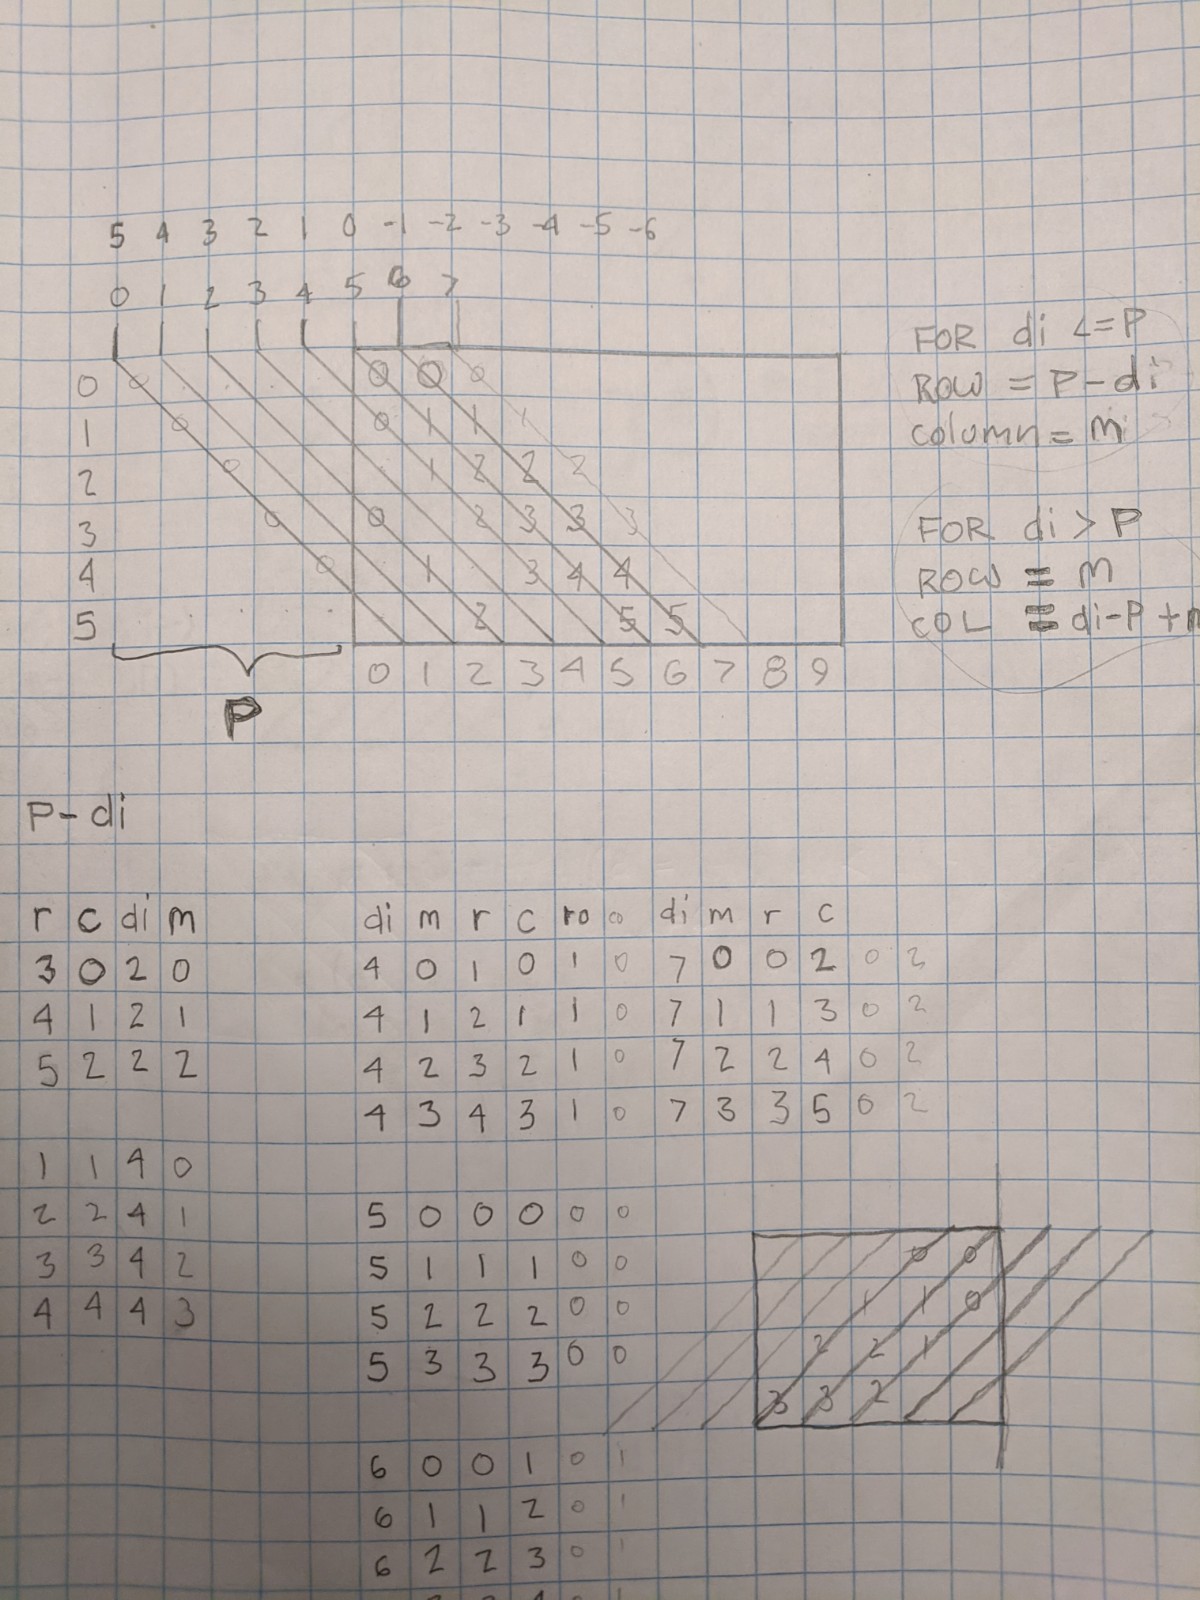 5 4 3 2 1 0 -1 -2 -3 -4 -5 -6
0 1 2 3 4 5 6 7
FOR di <= P
ROW = P-di
column = m
FOR di > P
ROW = m
COL = di-P+m
0 0 0 0 0
1 0 0 1 1 1
2 0 1 2 2 2
3 0 0 2 3 3 3
4 0 1 3 4 4
5 2 5 5
0 1 2 3 4 5 6 7 8 9
P
P-di
r c di m
3 0 2 0
4 1 2 1
5 2 2 2
1 1 4 0
2 2 4 1
3 3 4 2
4 4 4 3
di m r c ro
4 0 1 0 1 0
4 1 2 1 1 0
4 2 3 2 1 0
4 3 4 3 1 0
5 0 0 0 0 0
5 1 1 1 0 0
5 2 2 2 0 0
5 3 3 3 0 0
6 0 0 1 0 1
6 1 1 2 0 1
6 2 2 3 0 1
di m r c
7 0 0 2 0 2
7 1 1 3 0 2
7 2 2 4 0 2
7 3 3 5 0 2
0 0
1 1 0
2 2 1
3 3 2